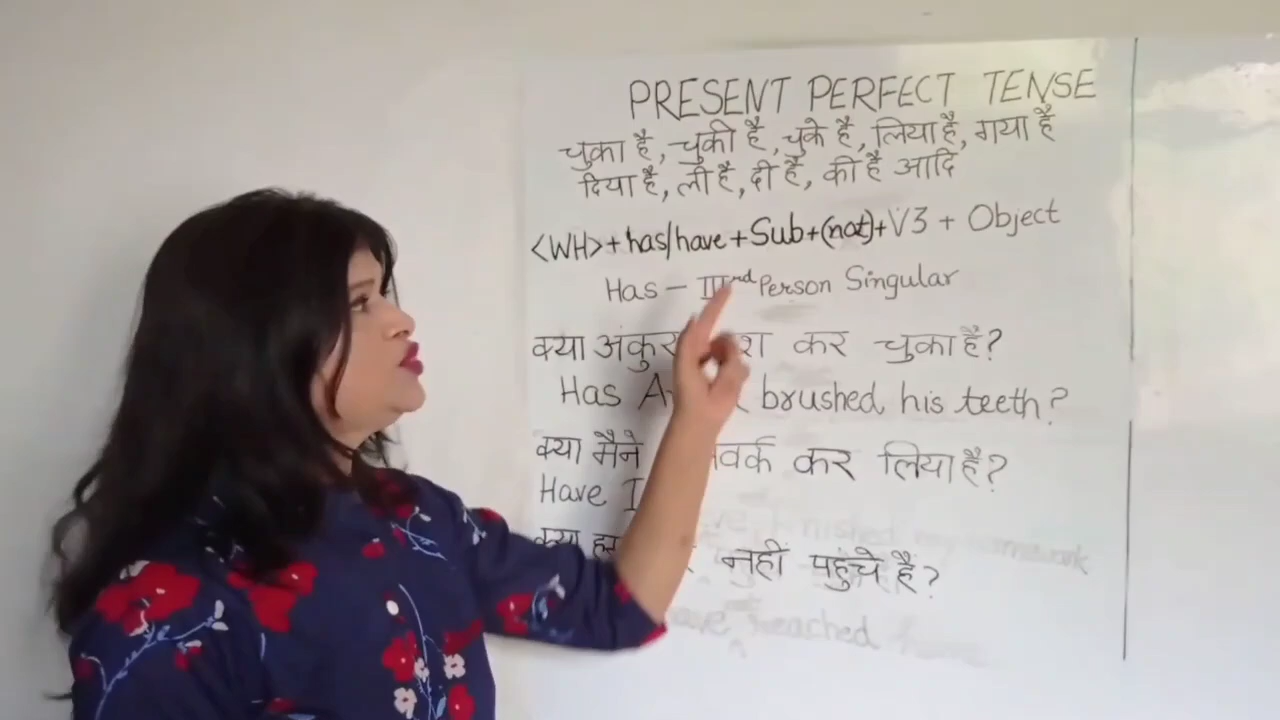 PRESENT PERFECT TENSE
चुका है, चुकी है, चुके है, लिया है, गया है
दिया है, ली है, दी है, की है आदि
<WH> + has/have + Sub + (not) + V3 + Object
Has - IIIrd Person Singular
क्या अंकुर कर चुका है?
Has brushed his teeth?
क्या मैने कर लिया है?
Have I
क्या नहीं पहुंचे हैं?
reached